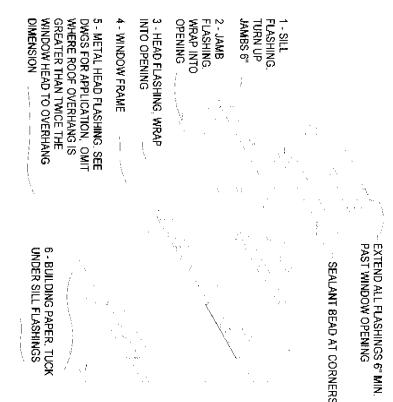 1 - SILL
FLASHING,
TURN UP
JAMBS 6"
2 - JAMB
FLASHING,
WRAP INTO
OPENING
3 - HEAD FLASHING, WRAP
INTO OPENING
4 - WINDOW FRAME
5 - METAL HEAD FLASHING. SEE
DWGS FOR APPLICATION, OMIT
WHERE ROOF OVERHANG IS
GREATER THAN TWICE THE
WINDOW HEAD TO OVERHANG
DIMENSION
EXTEND ALL FLASHINGS 6" MIN.
PAST WINDOW OPENING
SEALANT BEAD AT CORNERS
6 - BUILDING PAPER, TUCK
UNDER SILL FLASHINGS